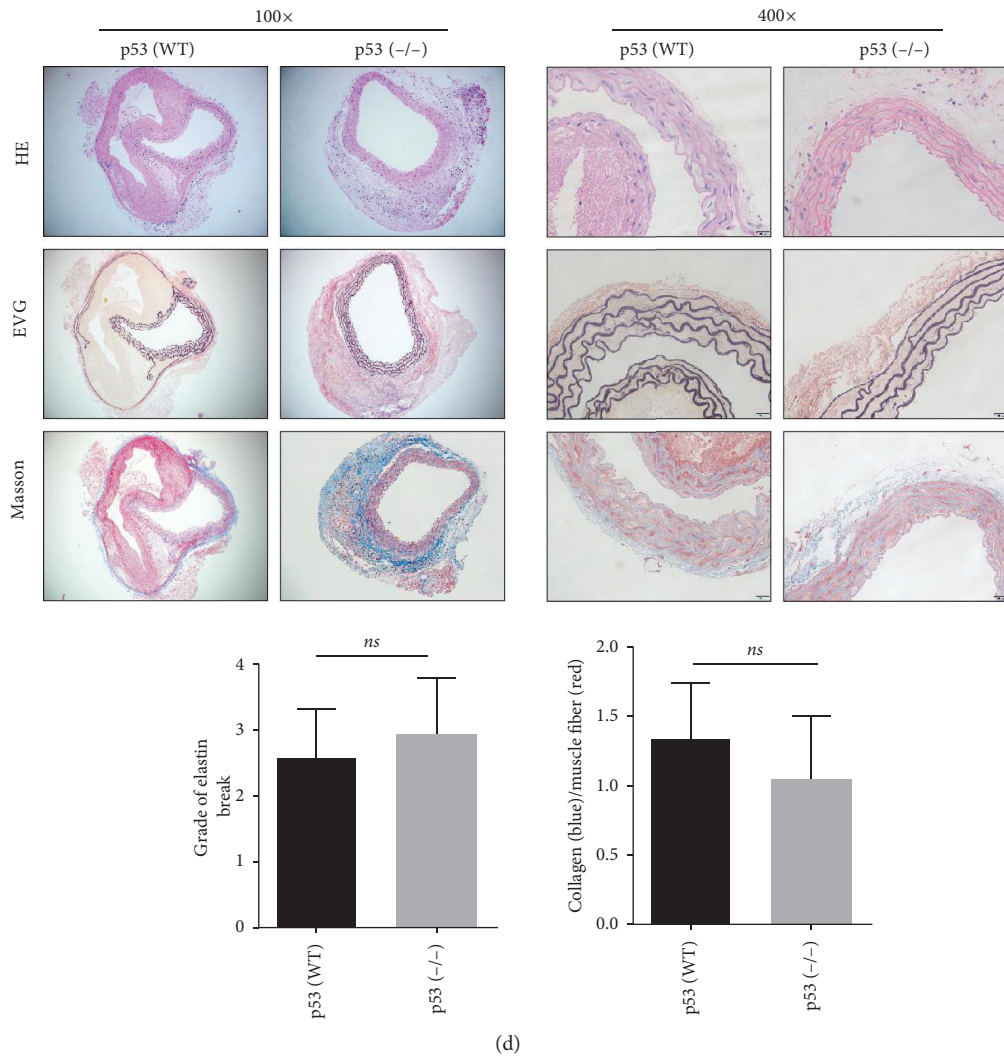 100×
400×
p53 (WT)
p53 (–/–)
p53 (WT)
p53 (–/–)
HE
EVG
Masson
ns
4
3
2
1
0
Grade of elastin
break
p53 (WT)
p53 (–/–)
ns
2.0
1.5
1.0
0.5
0.0
Collagen (blue)/muscle fiber (red)
p53 (WT)
p53 (–/–)
(d)